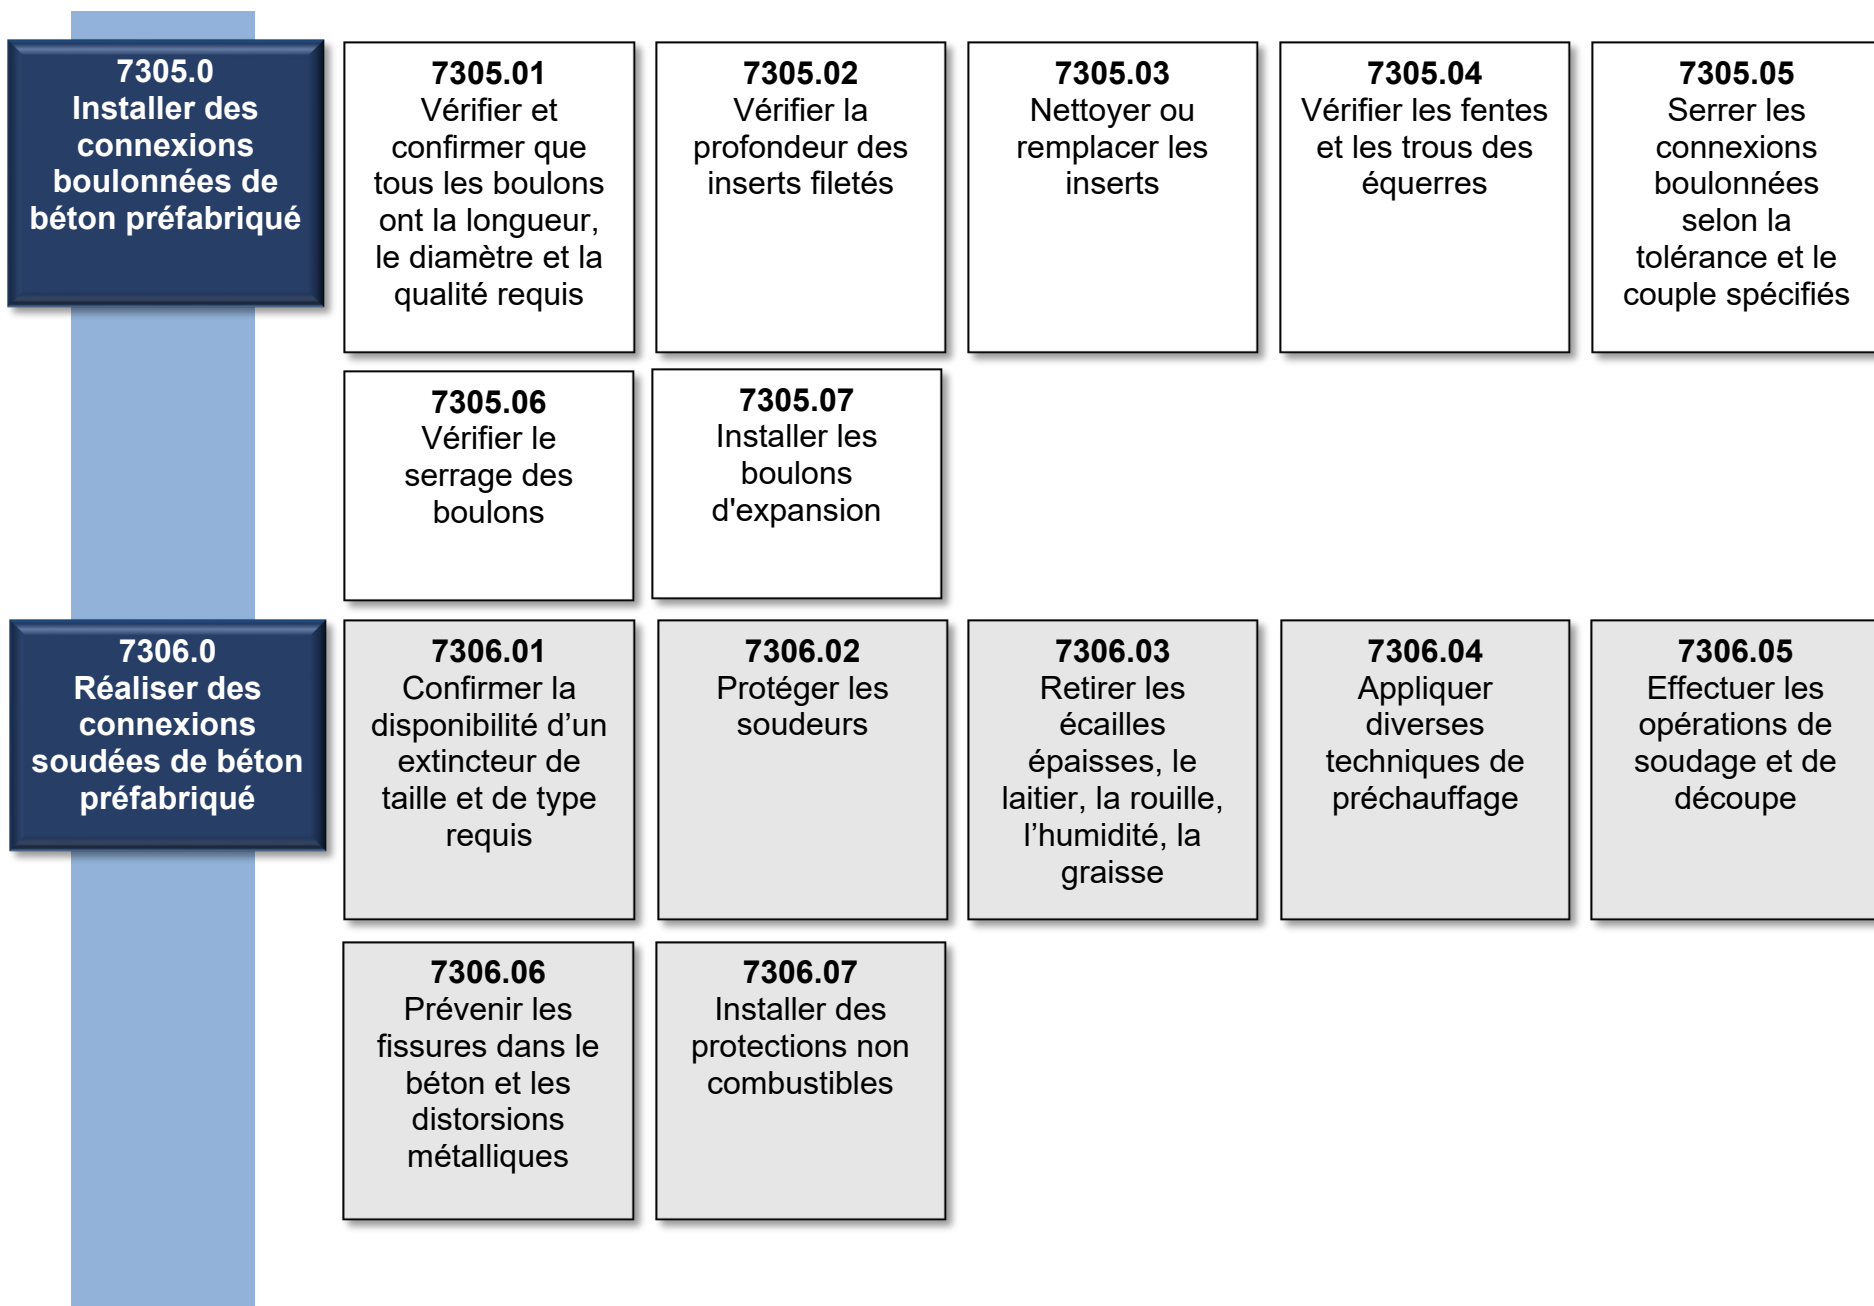 7305.0
Installer des
connexions
boulonnées de
béton préfabriqué
7305.01
Vérifier et
confirmer que
tous les boulons
ont la longueur,
le diamètre et la
qualité requis
7305.02
Vérifier la
profondeur des
inserts filetés
7305.03
Nettoyer ou
remplacer les
inserts
7305.04
Vérifier les fentes
et les trous des
équerres
7305.05
Serrer les
connexions
boulonnées
selon la
tolérance et le
couple spécifiés
7305.06
Vérifier le
serrage des
boulons
7305.07
Installer les
boulons
d'expansion
7306.0
Réaliser des
connexions
soudées de béton
préfabriqué
7306.01
Confirmer la
disponibilité d’un
extincteur de
taille et de type
requis
7306.02
Protéger les
soudeurs
7306.03
Retirer les
écailles
épaisses, le
laitier, la rouille,
l’humidité, la
graisse
7306.04
Appliquer
diverses
techniques de
préchauffage
7306.05
Effectuer les
opérations de
soudage et de
découpe
7306.06
Prévenir les
fissures dans le
béton et les
distorsions
métalliques
7306.07
Installer des
protections non
combustibles